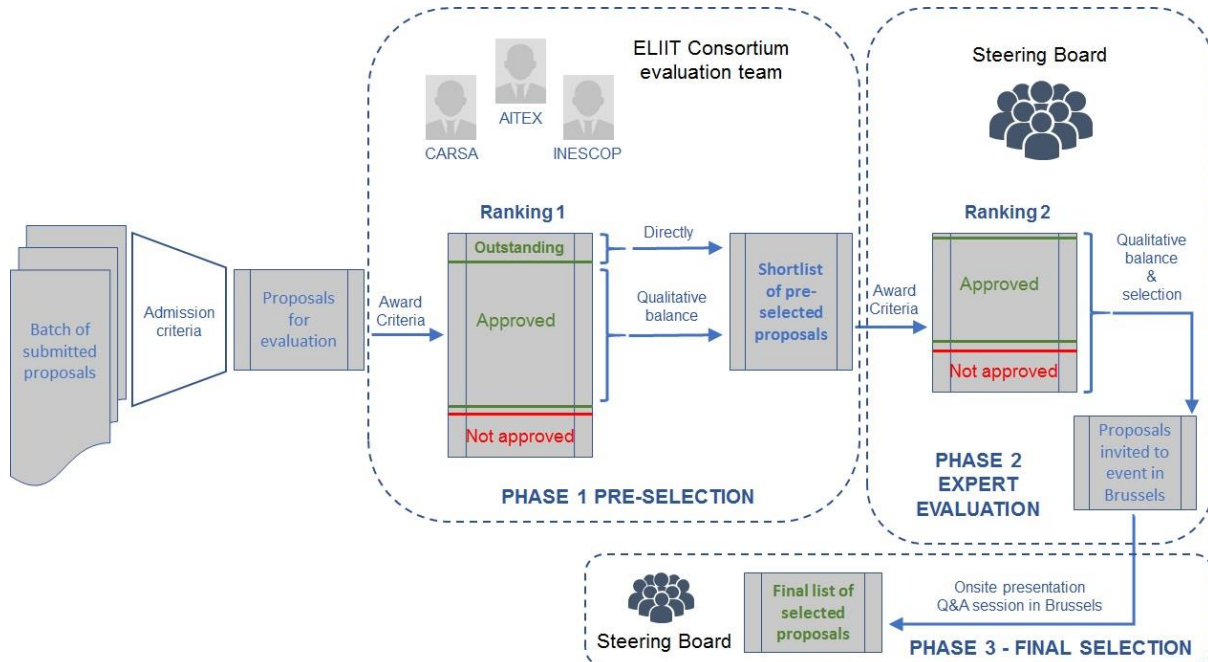 ELIIT Consortium
evaluation team
CARSA
AITEX
INESCOP
Steering Board
Batch of
submitted
proposals
Admission
criteria
Proposals
for
evaluation
Award
Criteria
Ranking 1
Outstanding
Approved
Not approved
Directly
Qualitative
balance
Shortlist
of pre-
selected
proposals
PHASE 1 PRE-SELECTION
Award
Criteria
Ranking 2
Approved
Not approved
Qualitative
balance
&
selection
Proposals
invited to
event in
Brussels
PHASE 2
EXPERT
EVALUATION
Steering Board
Final list of
selected
proposals
Onsite presentation
Q&A session in Brussels
PHASE 3 - FINAL SELECTION